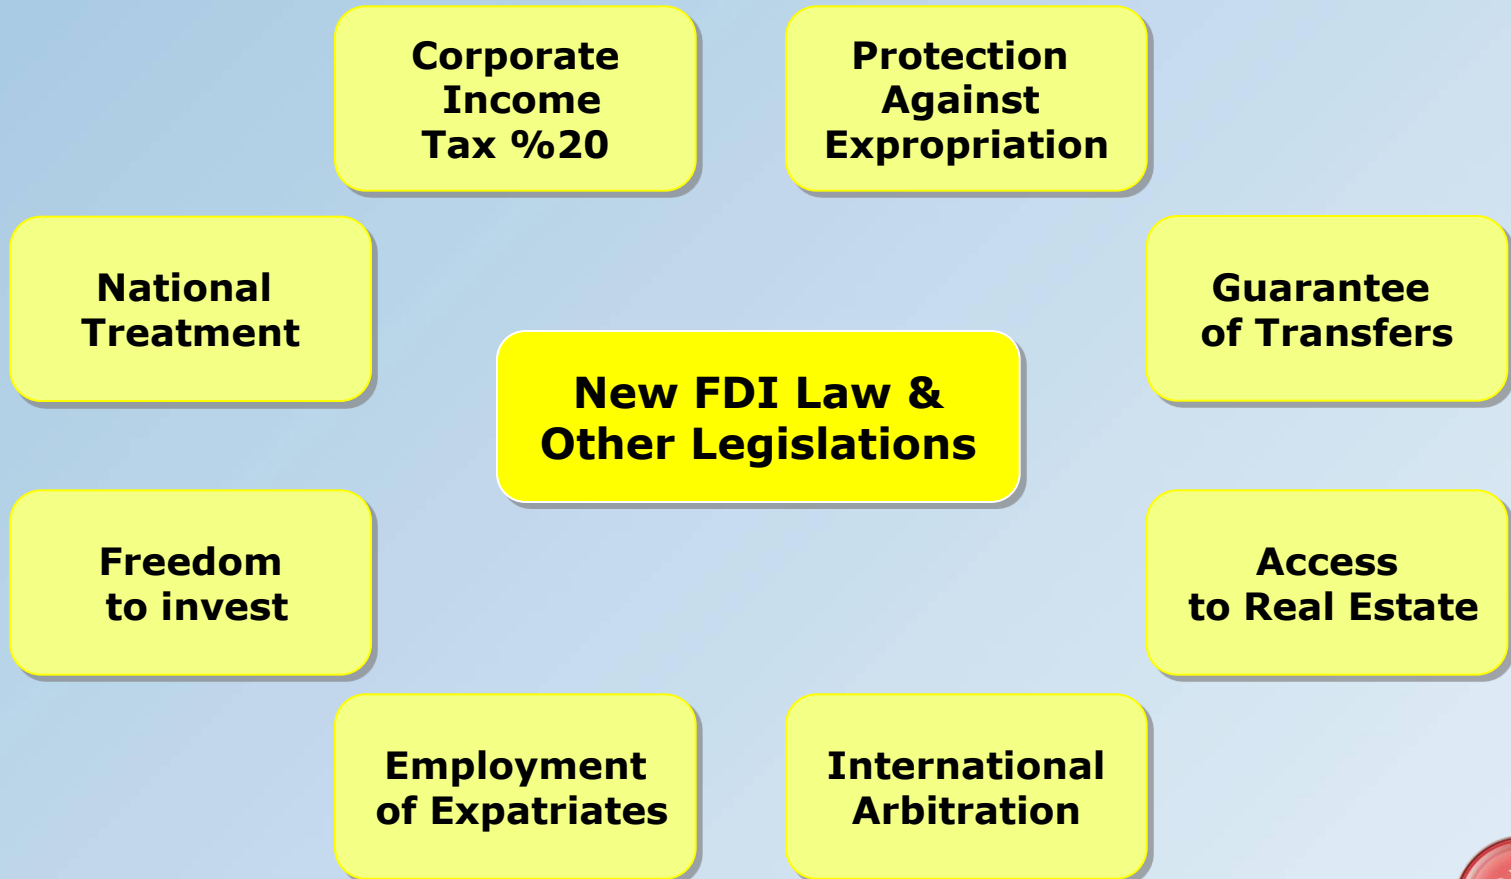 Corporate
Income
Tax %20
Protection
Against
Expropriation
National
Treatment
Guarantee
of Transfers
New FDI Law &
Other Legislations
Freedom
to invest
Access
to Real Estate
Employment
of Expatriates
International
Arbitration